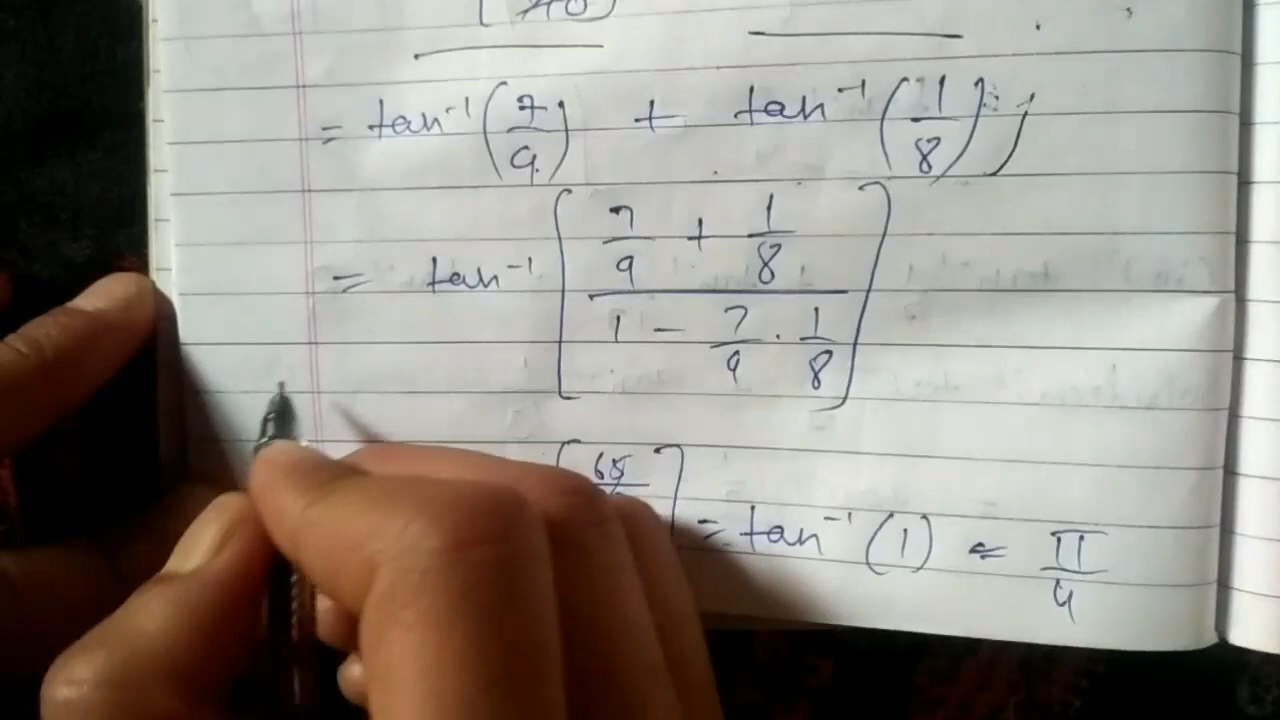 = tan⁻¹(7/9) + tan⁻¹(1/8)
= tan⁻¹[(7/9 + 1/8)/(1 - 7/9 · 1/8)]
[65/ ] = tan⁻¹(1) = π/4